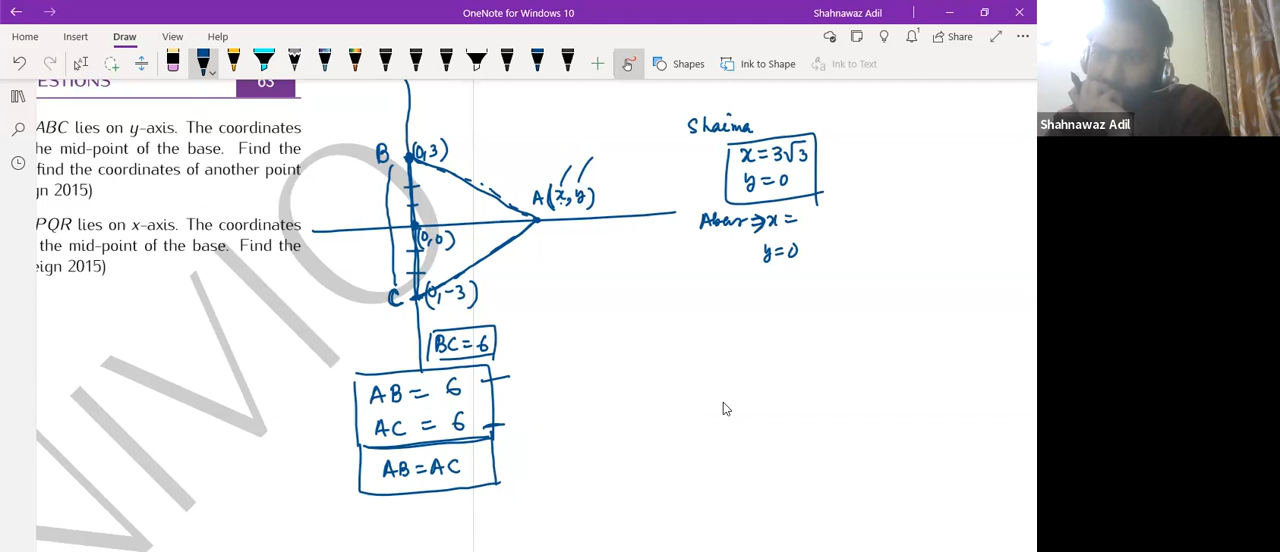 OneNote for Windows 10
Shahnawaz Adil
Home Insert Draw View Help
Share
Shapes
Ink to Shape
Ink to Text
ESTIONS 63
ABC lies on y-axis. The coordinates
he mid-point of the base. Find the
find the coordinates of another point
gn 2015)
PQR lies on x-axis. The coordinates
the mid-point of the base. Find the
eign 2015)
VIVIO
B (0,3)
A(x,y)
(0,0)
C (0,-3)
BC=6
AB = 6
AC = 6
AB=AC
Shaima
x=3√3
y=0
x=
y=0
Shahnawaz Adil